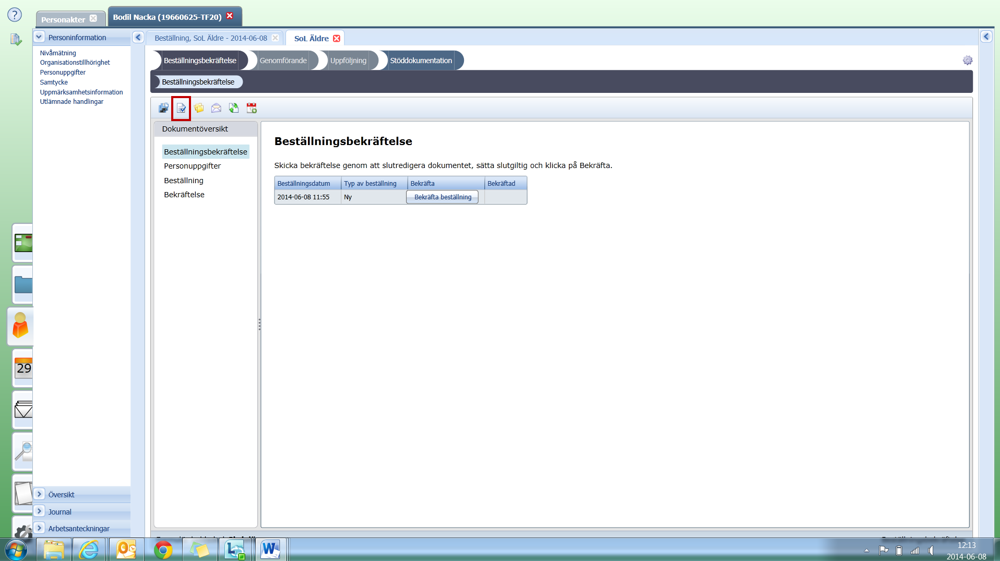 Personakter
Bodil Nacka (19660625-TF20)
Personinformation
Nivåmätning
Organisationstillhörighet
Personuppgifter
Samtycke
Uppmärksamhetsinformation
Utlämnade handlingar
Beställning, SoL Äldre - 2014-06-08
SoL Äldre
Beställningsbekräftelse
Genomförande
Uppföljning
Stöddokumentation
Beställningsbekräftelse
Dokumentöversikt
Beställningsbekräftelse
Personuppgifter
Beställning
Bekräftelse
Beställningsbekräftelse
Skicka bekräftelse genom att slutredigera dokumentet, sätta slutgiltig och klicka på Bekräfta.
Beställningsdatum Typ av beställning Bekräfta Bekräftad
2014-06-08 11:55 Ny Bekräfta beställning
29
Översikt
Journal
Arbetsanteckningar
12:13
2014-06-08